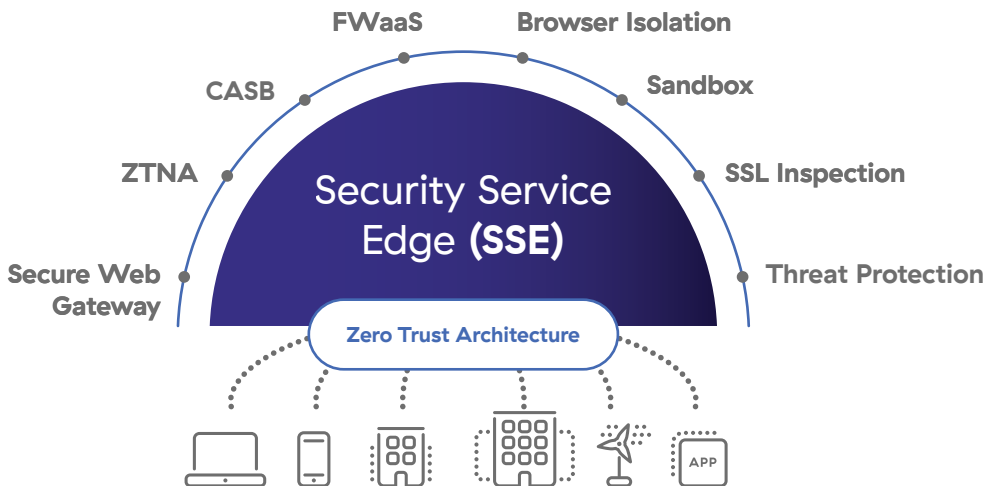 FWaaS
Browser Isolation
CASB
Sandbox
ZTNA
SSL Inspection
Security Service
Edge (SSE)
Secure Web
Gateway
Threat Protection
Zero Trust Architecture
APP